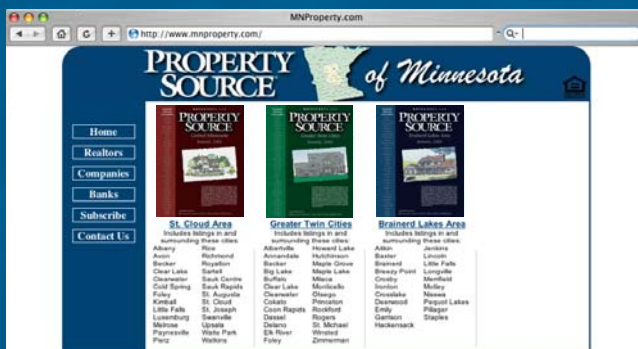 MNProperty.com
http://www.mnproperty.com/
PROPERTY
SOURCE
of Minnesota
Home
Realtors
Companies
Banks
Subscribe
Contact Us
PROPERTY
SOURCE
PROPERTY
SOURCE
PROPERTY
SOURCE
St. Cloud Area
Includes listings in and
surrounding these cities:
Albany Rice
Avon Richmond
Becker Royalton
Clear Lake Sartell
Clearwater Sauk Centre
Cold Spring Sauk Rapids
Foley St. Augusta
Kimball St. Cloud
Little Falls St. Joseph
Luxemburg Swanville
Melrose Upsala
Paynesville Waite Park
Pierz Watkins
Greater Twin Cities
Includes listings in and
surrounding these cities:
Albertville Howard Lake
Annandale Hutchinson
Becker Maple Grove
Big Lake Maple Lake
Buffalo Milaca
Clear Lake Monticello
Clearwater Otsego
Cokato Princeton
Coon Rapids Rockford
Dassel Rogers
Delano St. Michael
Elk River Winsted
Foley Zimmerman
Brainerd Lakes Area
Includes listings in and
surrounding these cities:
Aitkin Jenkins
Baxter Lincoln
Brainerd Little Falls
Breezy Point Longville
Crosby Merrifield
Ironton Motley
Crosslake Nisswa
Deerwood Pequot Lakes
Emily Pillager
Garrison Staples
Hackensack